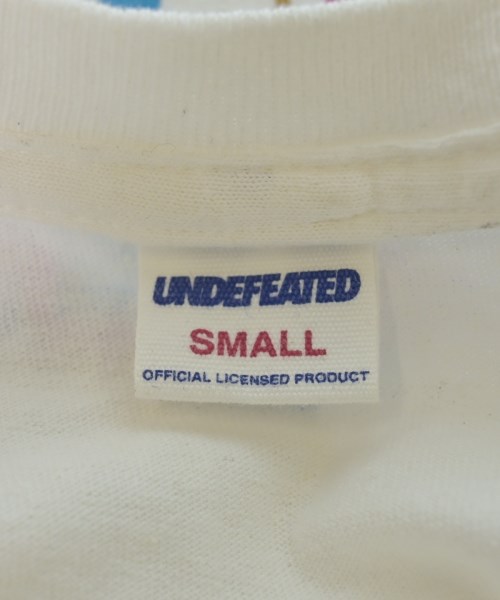 UNDEFEATED
SMALL
OFFICIAL LICENSED PRODUCT